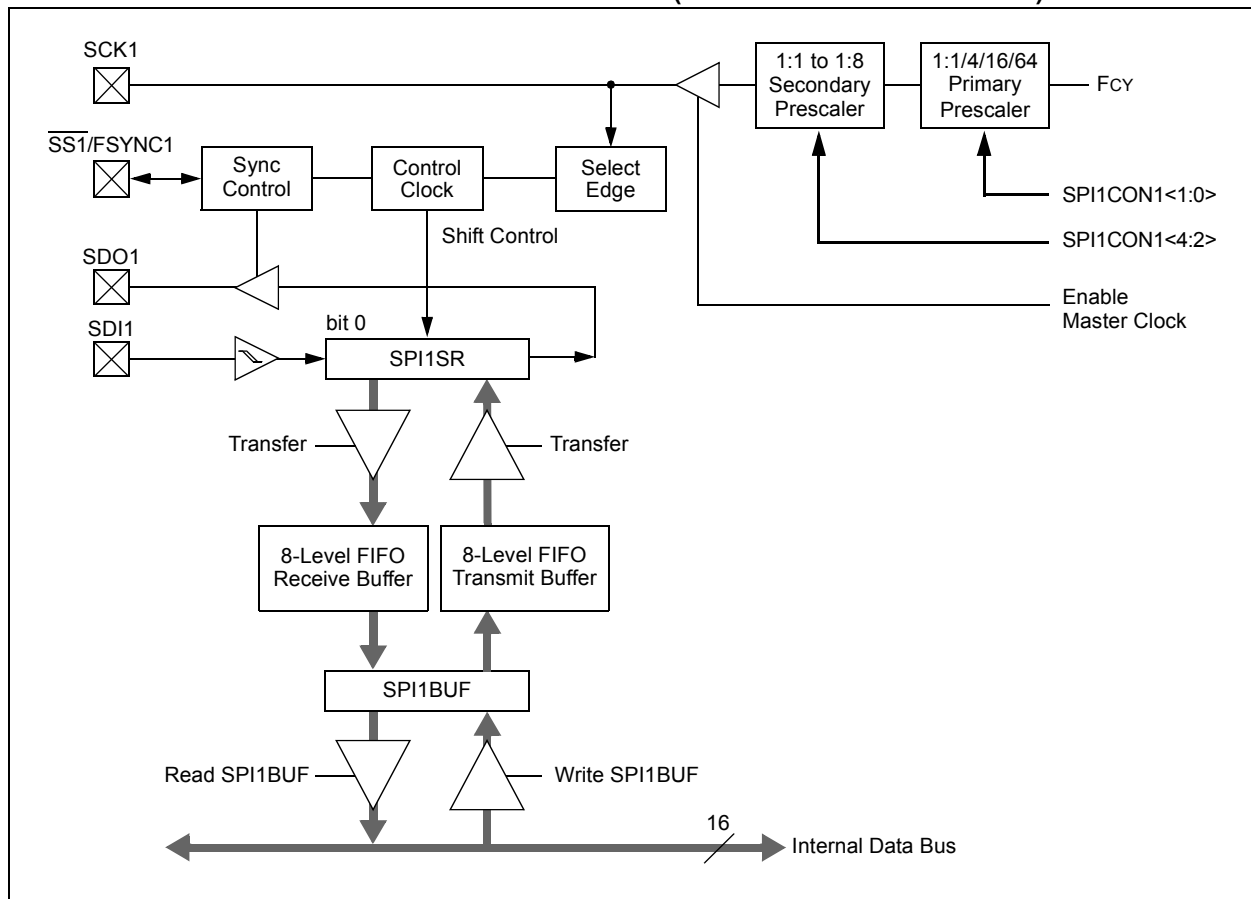 SCK1
1:1 to 1:8
Secondary
Prescaler
1:1/4/16/64
Primary
Prescaler
FCY
SS1/FSYNC1
Sync
Control
Control
Clock
Select
Edge
SPI1CON1<1:0>
Shift Control
SPI1CON1<4:2>
SDO1
Enable
Master Clock
SDI1
bit 0
SPI1SR
Transfer
Transfer
8-Level FIFO
Receive Buffer
8-Level FIFO
Transmit Buffer
SPI1BUF
Read SPI1BUF
Write SPI1BUF
16
Internal Data Bus